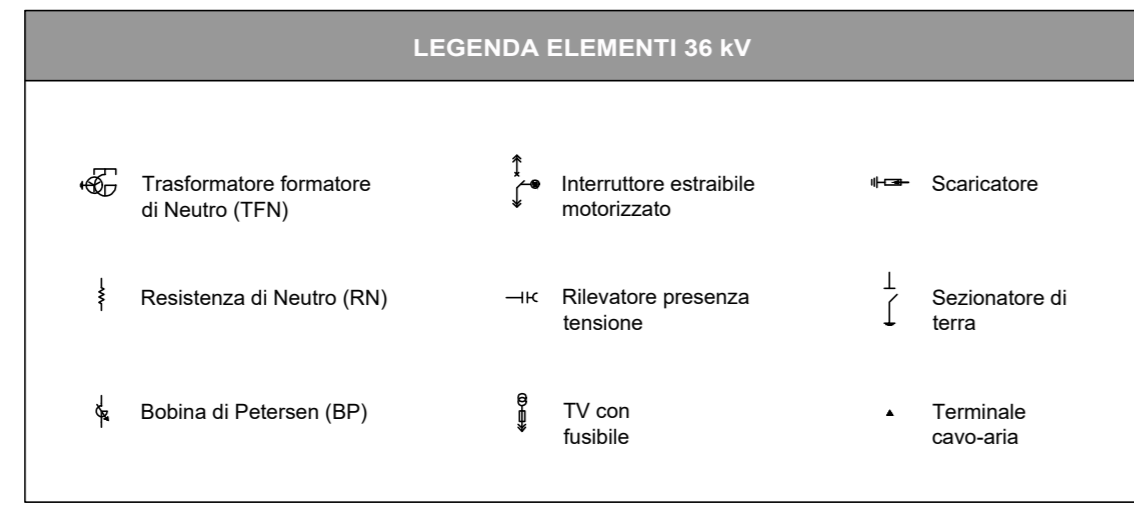 LEGENDA ELEMENTI 36 kV
Trasformatore formatore
di Neutro (TFN)
Interruttore estraibile
motorizzato
Scaricatore
Resistenza di Neutro (RN)
Rilevatore presenza
tensione
Sezionatore di
terra
Bobina di Petersen (BP)
TV con
fusibile
Terminale
cavo-aria